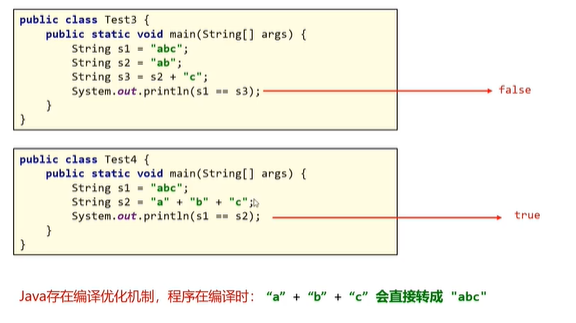 public class Test3 {
public static void main(String[] args) {
String s1 = "abc";
String s2 = "ab";
String s3 = s2 + "c";
System.out.println(s1 == s3);
false
}
}
public class Test4 {
public static void main(String[] args) {
String s1 = "abc";
String s2 = "a" + "b" + "c";
System.out.println(s1 == s2);
true
}
}
Java存在编译优化机制，程序在编译时： “a” + “b” + “c” 会直接转成 "abc"